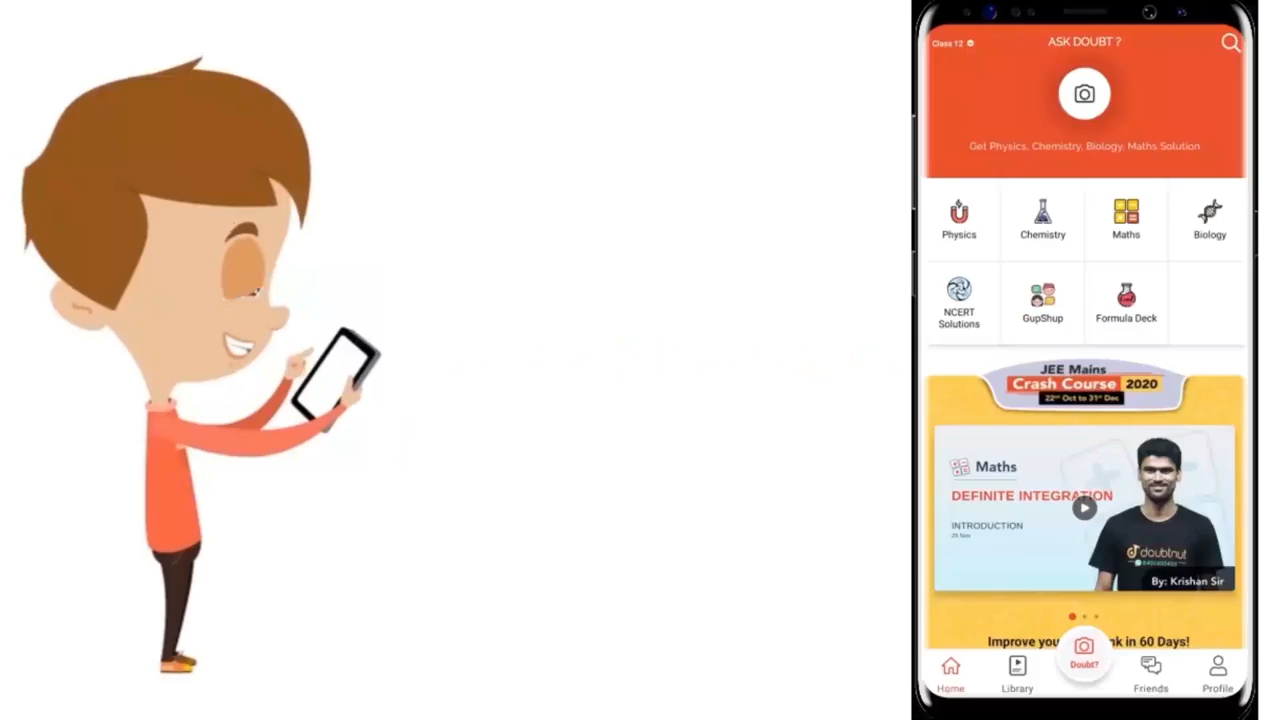 Class 12
ASK DOUBT ?
Get Physics, Chemistry, Biology, Maths Solution
Physics
Chemistry
Maths
Biology
NCERT
Solutions
GupShup
Formula Deck
JEE Mains
Crash Course 2020
22nd Oct to 31st Dec
Maths
DEFINITE INTEGRATION
INTRODUCTION
doubtnut
By: Krishan Sir
Improve you nk in 60 Days!
Doubt?
Home
Library
Friends
Profile